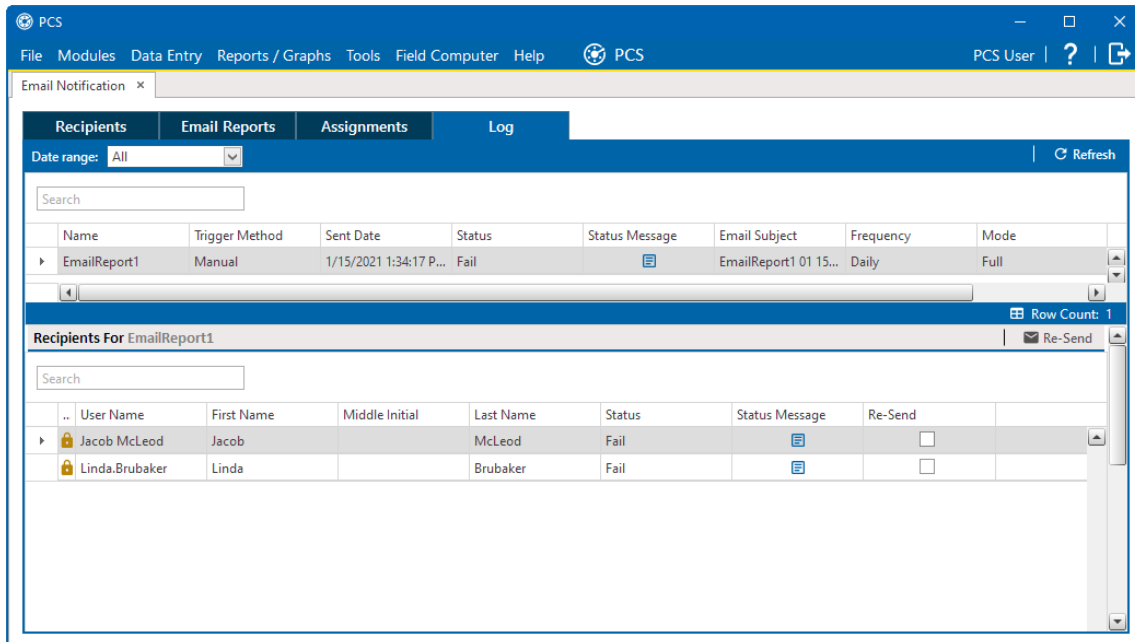 PCS
File Modules Data Entry Reports / Graphs Tools Field Computer Help PCS PCS User | ? |
Email Notification ×
Recipients Email Reports Assignments Log
Date range: All Refresh
Search
Name Trigger Method Sent Date Status Status Message Email Subject Frequency Mode
EmailReport1 Manual 1/15/2021 1:34:17 P... Fail EmailReport1 01 15... Daily Full
Row Count: 1
Recipients For EmailReport1 Re-Send
Search
.. User Name First Name Middle Initial Last Name Status Status Message Re-Send
Jacob McLeod Jacob McLeod Fail
Linda.Brubaker Linda Brubaker Fail